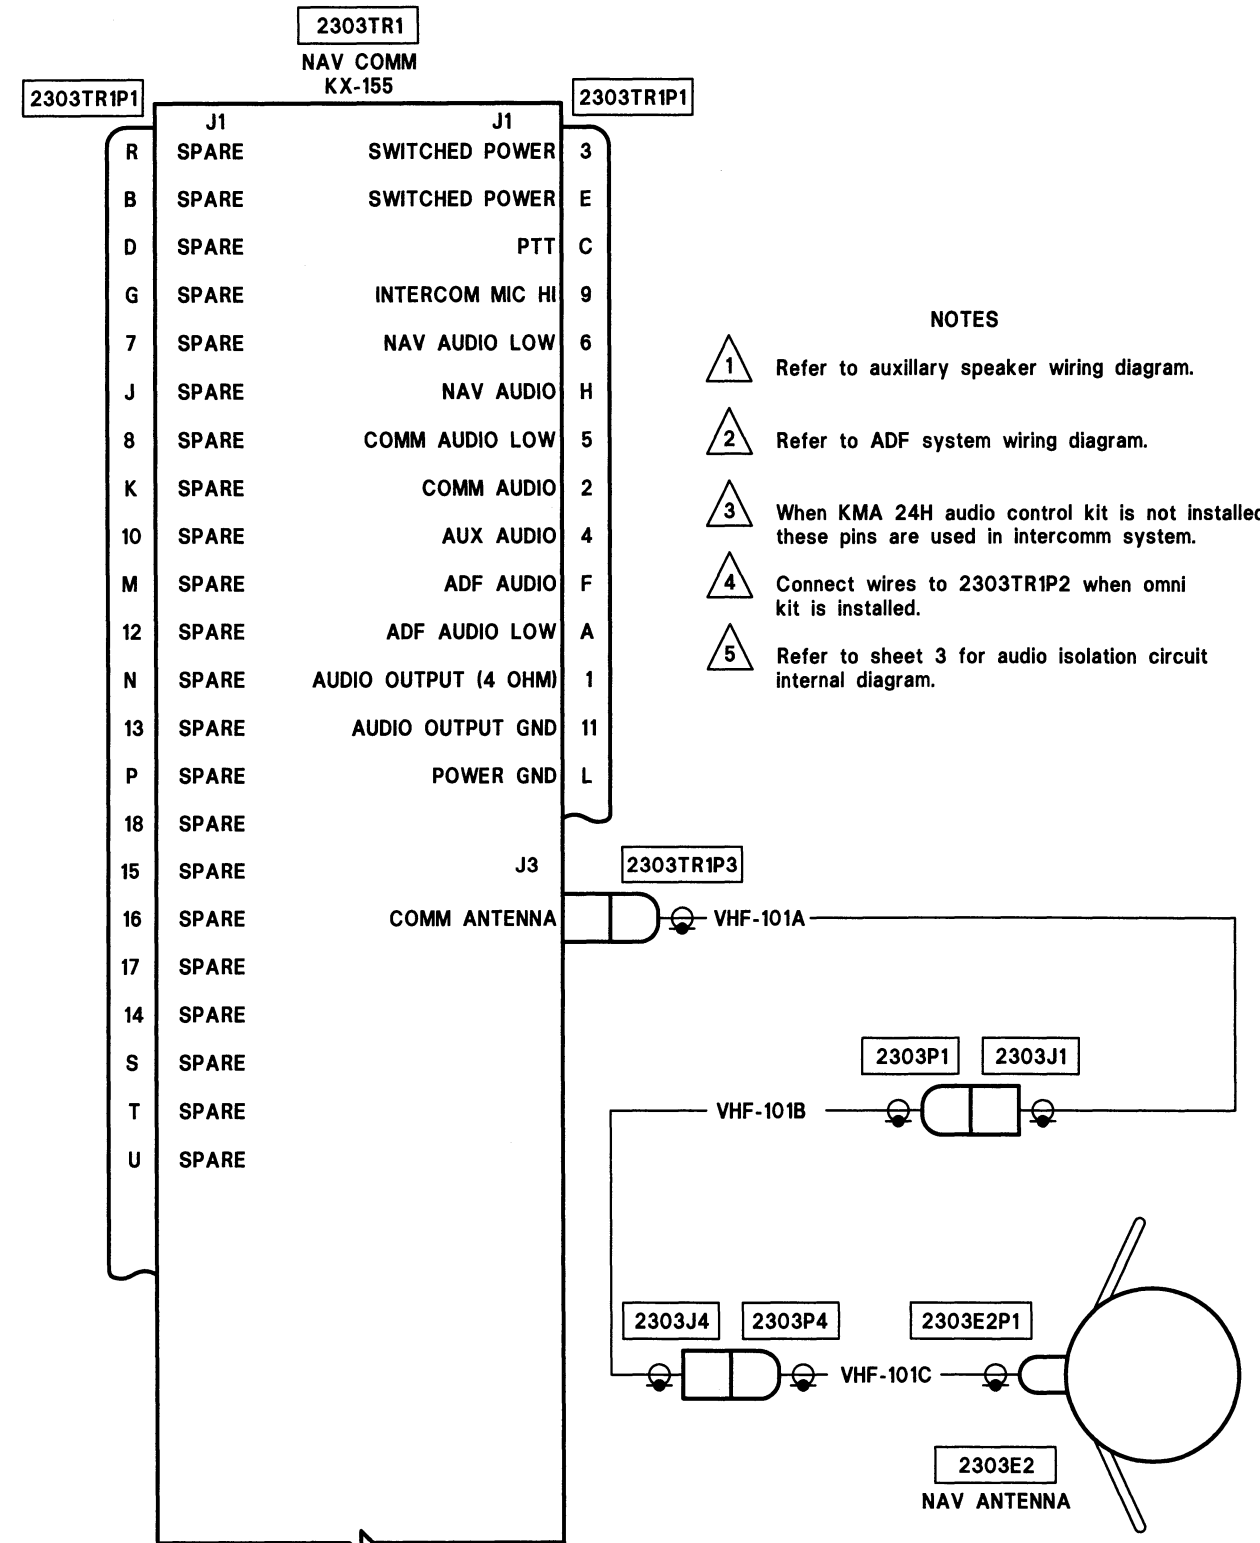 2303TR1
NAV COMM
KX-155
2303TR1P1
2303TR1P1
J1 J1
R SPARE SWITCHED POWER 3
B SPARE SWITCHED POWER E
D SPARE PTT C
G SPARE INTERCOM MIC HI 9
7 SPARE NAV AUDIO LOW 6
J SPARE NAV AUDIO H
8 SPARE COMM AUDIO LOW 5
K SPARE COMM AUDIO 2
10 SPARE AUX AUDIO 4
M SPARE ADF AUDIO F
12 SPARE ADF AUDIO LOW A
N SPARE AUDIO OUTPUT (4 OHM) 1
13 SPARE AUDIO OUTPUT GND 11
P SPARE POWER GND L
18 SPARE
15 SPARE
16 SPARE
17 SPARE
14 SPARE
S SPARE
T SPARE
U SPARE
J3
2303TR1P3
COMM ANTENNA
VHF-101A
NOTES
1 Refer to auxillary speaker wiring diagram.
2 Refer to ADF system wiring diagram.
3 When KMA 24H audio control kit is not installed
these pins are used in intercomm system.
4 Connect wires to 2303TR1P2 when omni
kit is installed.
5 Refer to sheet 3 for audio isolation circuit
internal diagram.
2303P1
2303J1
VHF-101B
2303J4
2303P4
2303E2P1
VHF-101C
2303E2
NAV ANTENNA